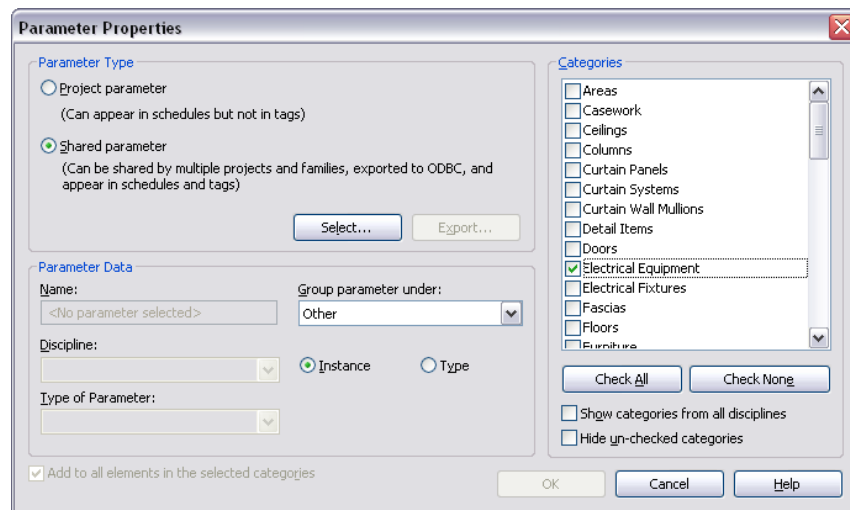 Parameter Properties
Parameter Type
Project parameter
(Can appear in schedules but not in tags)
Shared parameter
(Can be shared by multiple projects and families, exported to ODBC, and
appear in schedules and tags)
Select...
Export...
Parameter Data
Name:
<No parameter selected>
Group parameter under:
Other
Discipline:
Instance
Type
Type of Parameter:
Add to all elements in the selected categories
Categories
Areas
Casework
Ceilings
Columns
Curtain Panels
Curtain Systems
Curtain Wall Mullions
Detail Items
Doors
Electrical Equipment
Electrical Fixtures
Fascias
Floors
Furniture
Check All
Check None
Show categories from all disciplines
Hide un-checked categories
OK
Cancel
Help